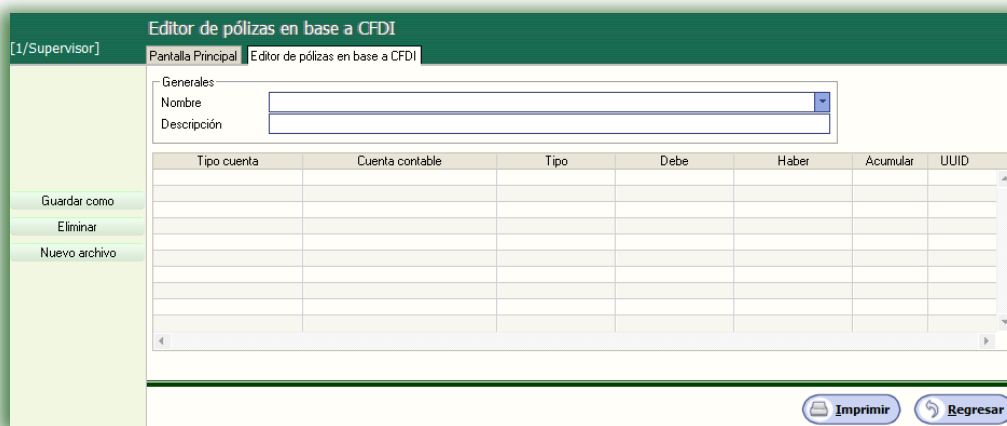 Editor de pólizas en base a CFDI
[1/Supervisor]
Pantalla Principal Editor de pólizas en base a CFDI
Generales
Nombre
Descripción
Tipo cuenta Cuenta contable Tipo Debe Haber Acumular UUID
Guardar como
Eliminar
Nuevo archivo
Imprimir Regresar